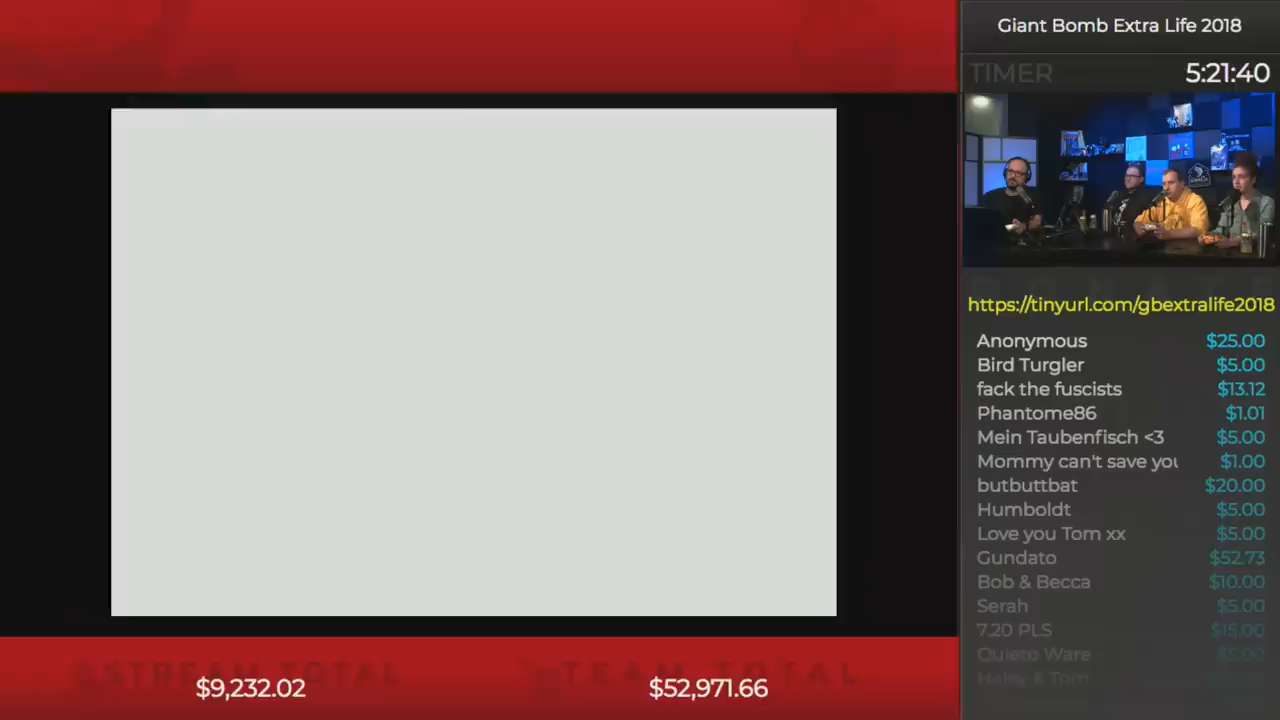 Giant Bomb Extra Life 2018
TIMER 5:21:40
https://tinyurl.com/gbextralife2018
Anonymous $25.00
Bird Turgler $5.00
fack the fuscists $13.12
Phantome86 $1.01
Mein Taubenfisch <3 $5.00
Mommy can't save you $1.00
butbuttbat $20.00
Humboldt $5.00
Love you Tom xx $5.00
Gundato $52.73
Bob & Becca $10.00
Serah $5.00
7.20 PLS $15.00
Quieto Ware $5.00
Haley & Tom
STREAM TOTAL TEAM TOTAL
$9,232.02 $52,971.66